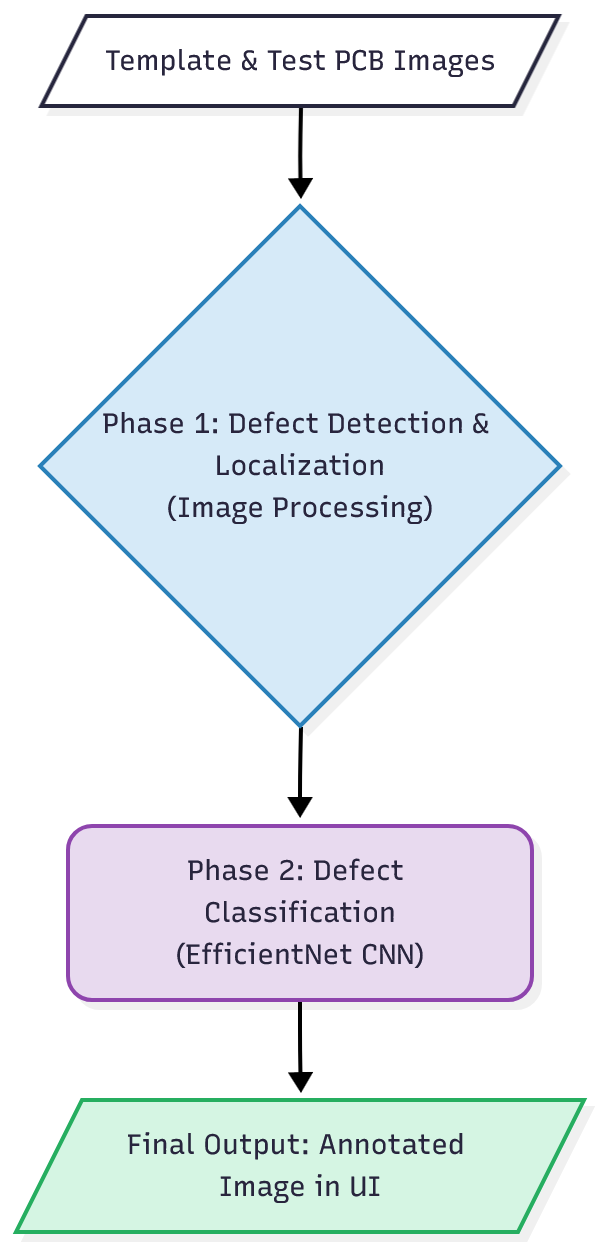 Template & Test PCB Images
Phase 1: Defect Detection &
Localization
(Image Processing)
Phase 2: Defect
Classification
(EfficientNet CNN)
Final Output: Annotated
Image in UI